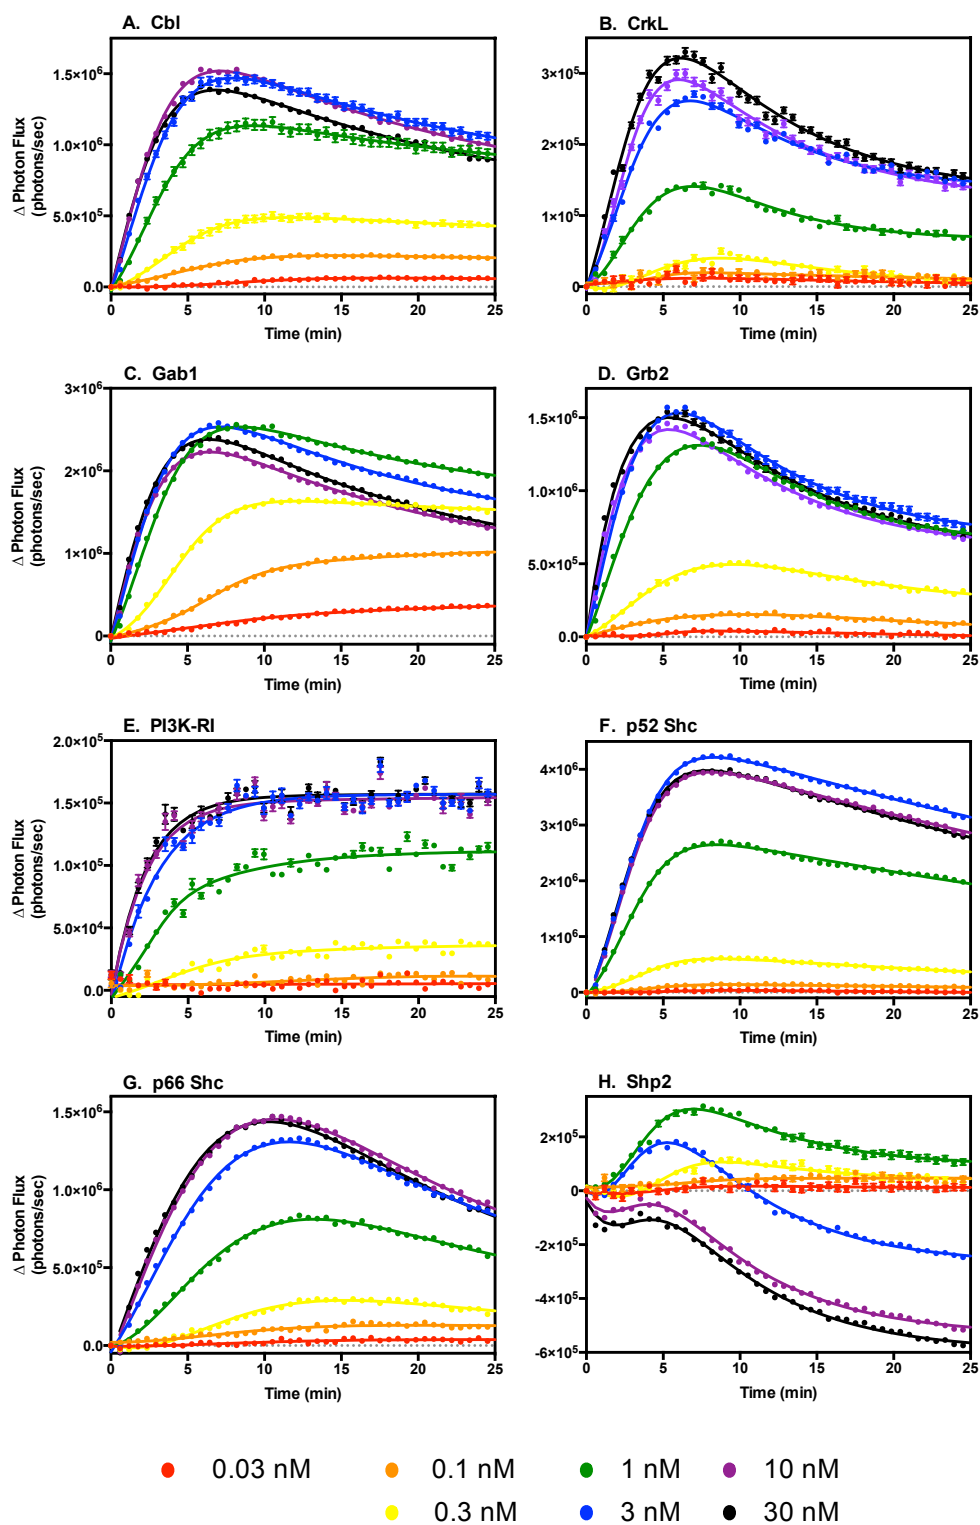 A. Cbl
Δ Photon Flux
(photons/sec)
1.5×10⁶
1.0×10⁶
5.0×10⁵
0.0
0 5 10 15 20 25
Time (min)
B. CrkL
3×10⁵
2×10⁵
1×10⁵
0
0 5 10 15 20 25
Time (min)
C. Gab1
Δ Photon Flux
(photons/sec)
3×10⁶
2×10⁶
1×10⁶
0
0 5 10 15 20 25
Time (min)
D. Grb2
1.5×10⁶
1.0×10⁶
5.0×10⁵
0.0
0 5 10 15 20 25
Time (min)
E. PI3K-RI
Δ Photon Flux
(photons/sec)
2.0×10⁵
1.5×10⁵
1.0×10⁵
5.0×10⁴
0.0
0 5 10 15 20 25
Time (min)
F. p52 Shc
4×10⁶
3×10⁶
2×10⁶
1×10⁶
0
0 5 10 15 20 25
Time (min)
G. p66 Shc
Δ Photon Flux
(photons/sec)
1.5×10⁶
1.0×10⁶
5.0×10⁵
0.0
0 5 10 15 20 25
Time (min)
H. Shp2
2×10⁵
0
-2×10⁵
-4×10⁵
-6×10⁵
0 5 10 15 20 25
Time (min)
0.03 nM 0.1 nM 1 nM 10 nM
0.3 nM 3 nM 30 nM